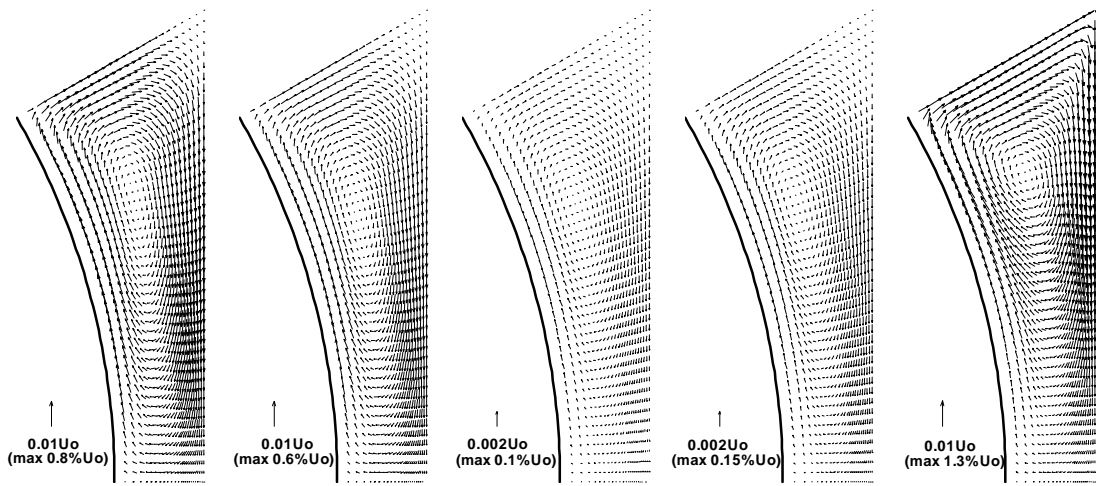 0.01Uo
(max 0.8%Uo)
0.01Uo
(max 0.6%Uo)
0.002Uo
(max 0.1%Uo)
0.002Uo
(max 0.15%Uo)
0.01Uo
(max 1.3%Uo)